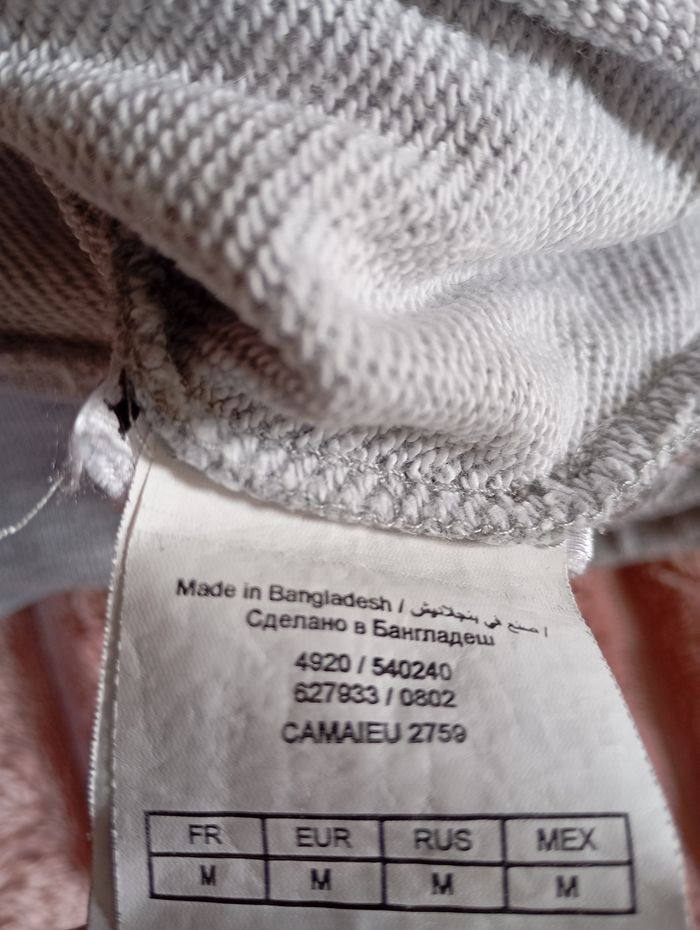 Made in Bangladesh / صنع في بنجلاديش /
Сделано в Бангладеш
4920 / 540240
627933 / 0802
CAMAIEU 2759
FR EUR RUS MEX
M M M M